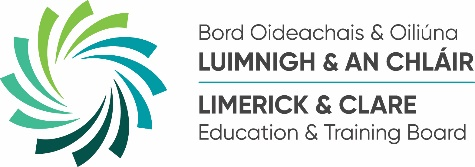 Bord Oideachais & Oiliúna
LUIMNIGH & AN CHLÁIR
LIMERICK & CLARE
Education & Training Board